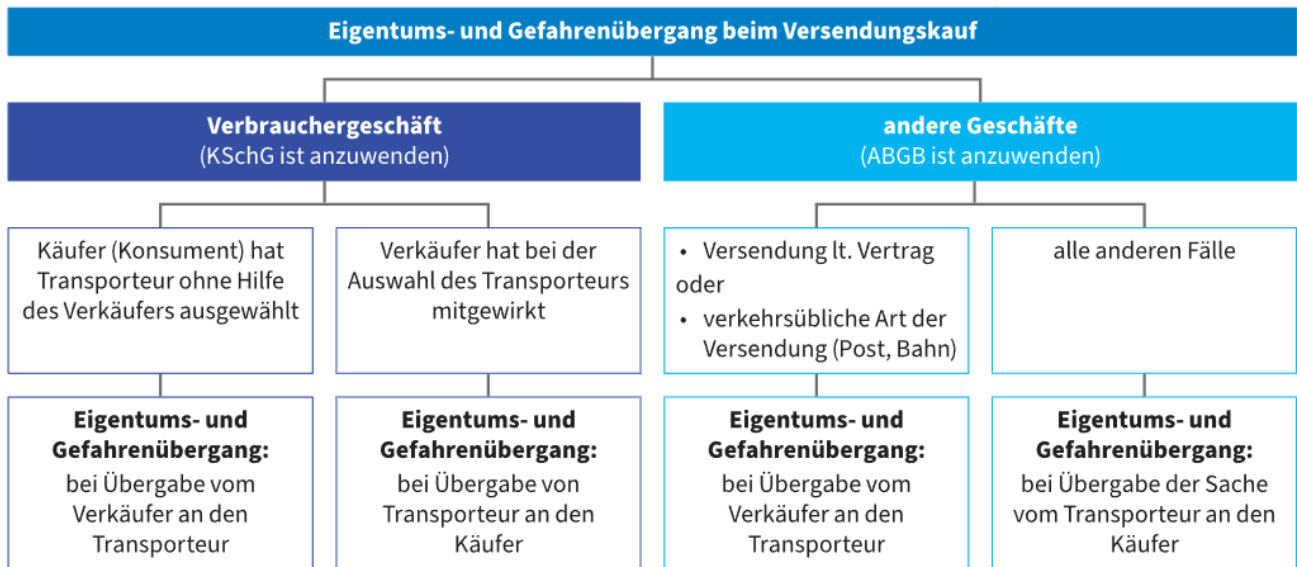 Eigentums- und Gefahrenübergang beim Versendungskauf
Verbrauchergeschäft
(KSchG ist anzuwenden)
andere Geschäfte
(ABGB ist anzuwenden)
Käufer (Konsument) hat
Transporteur ohne Hilfe
des Verkäufers ausgewählt
Verkäufer hat bei der
Auswahl des Transporteurs
mitgewirkt
• Versendung lt. Vertrag
oder
• verkehrsübliche Art der
Versendung (Post, Bahn)
alle anderen Fälle
Eigentums- und
Gefahrenübergang:
bei Übergabe vom
Verkäufer an den
Transporteur
Eigentums- und
Gefahrenübergang:
bei Übergabe von
Transporteur an den
Käufer
Eigentums- und
Gefahrenübergang:
bei Übergabe vom
Verkäufer an den
Transporteur
Eigentums- und
Gefahrenübergang:
bei Übergabe der Sache
vom Transporteur an den
Käufer